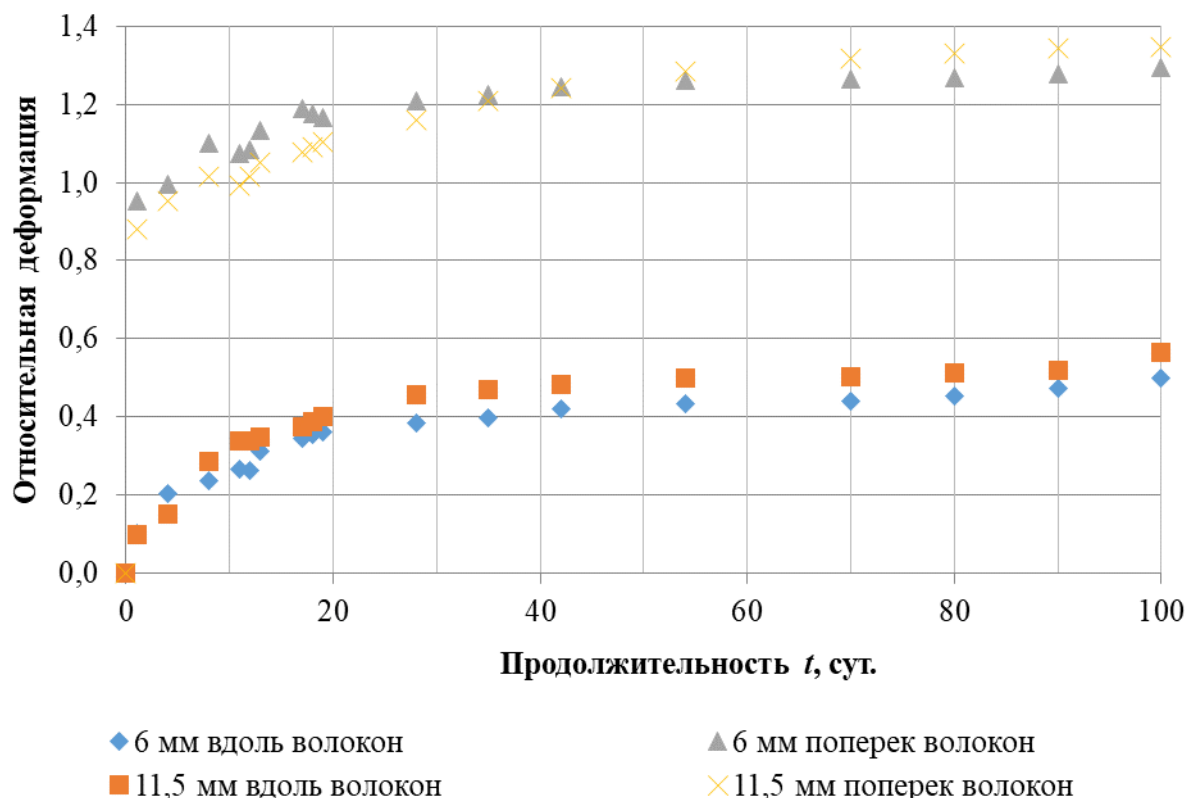 1,4
1,2
1,0
0,8
0,6
0,4
0,2
0,0
Относительная деформация
0 20 40 60 80 100
Продолжительность t, сут.
6 мм вдоль волокон
6 мм поперек волокон
11,5 мм вдоль волокон
11,5 мм поперек волокон